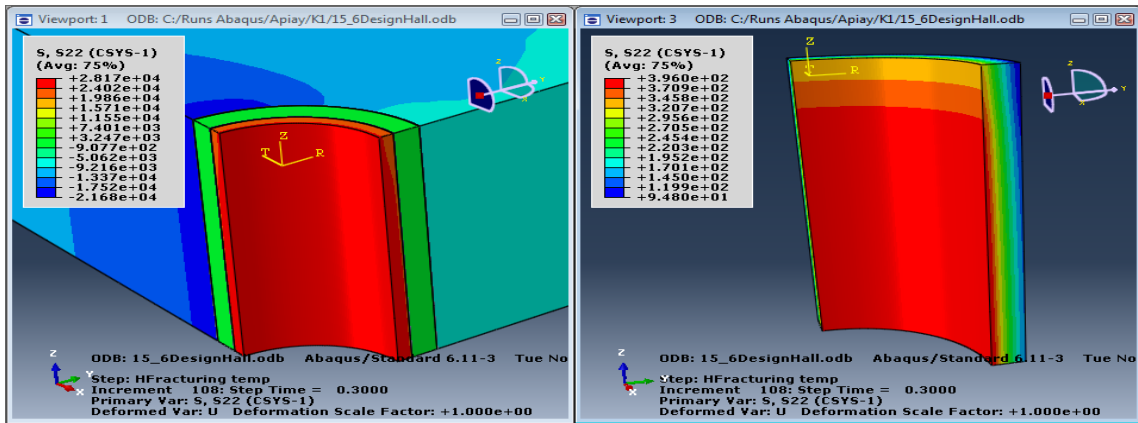 Viewport: 1 ODB: C:/Runs Abaqus/Apiay/K1/15_6DesignHall.odb
S, S22 (CSYS-1)
(Avg: 75%)
+2.817e+04
+2.402e+04
+1.986e+04
+1.571e+04
+1.155e+04
+7.401e+03
+3.247e+03
-9.077e+02
-5.062e+03
-9.216e+03
-1.337e+04
-1.752e+04
-2.168e+04
Z
T
R
Z
Y
X
Z
Y
X
ODB: 15_6DesignHall.odb Abaqus/Standard 6.11-3 Tue No
Step: HFracturing temp
Increment 108: Step Time = 0.3000
Primary Var: S, S22 (CSYS-1)
Deformed Var: U Deformation Scale Factor: +1.000e+00
Viewport: 3 ODB: C:/Runs Abaqus/Apiay/K1/15_6DesignHall.odb
S, S22 (CSYS-1)
(Avg: 75%)
+3.960e+02
+3.709e+02
+3.458e+02
+3.207e+02
+2.956e+02
+2.705e+02
+2.454e+02
+2.203e+02
+1.952e+02
+1.701e+02
+1.450e+02
+1.199e+02
+9.480e+01
Z
T
R
Z
Y
X
Z
Y
X
ODB: 15_6DesignHall.odb Abaqus/Standard 6.11-3 Tue No
Step: HFracturing temp
Increment 108: Step Time = 0.3000
Primary Var: S, S22 (CSYS-1)
Deformed Var: U Deformation Scale Factor: +1.000e+00